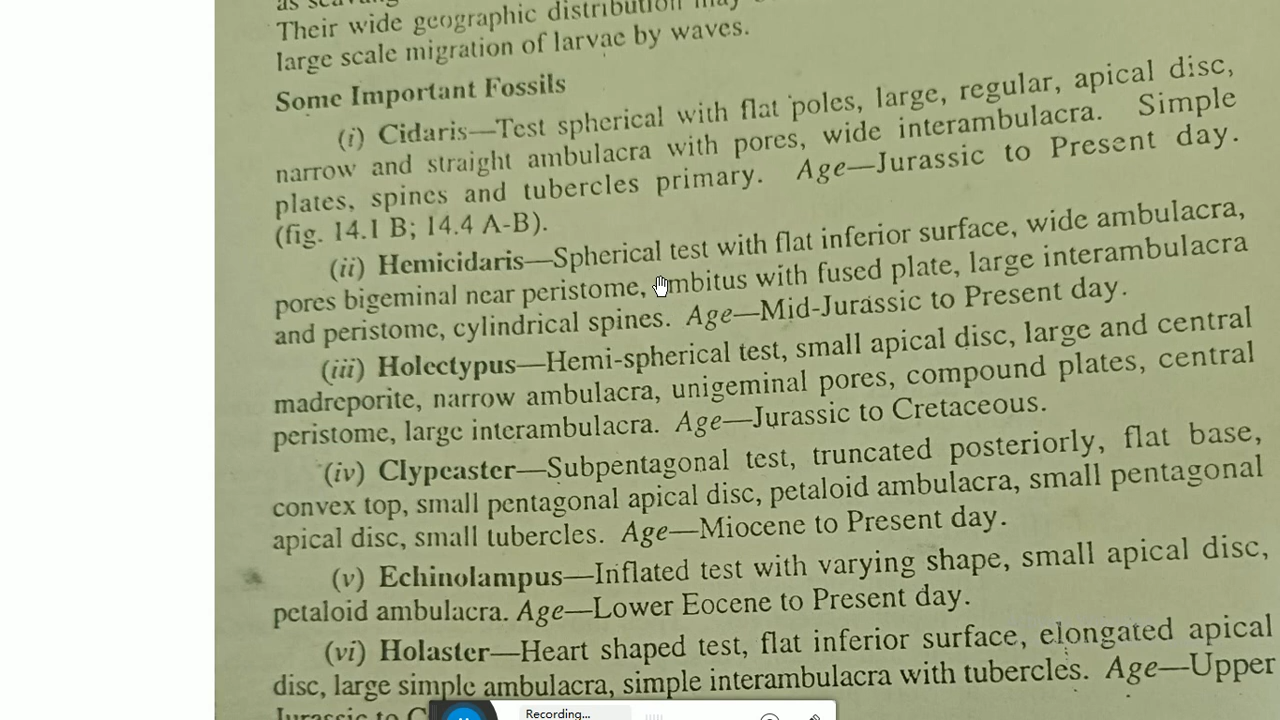 Their wide geographic distribution may
large scale migration of larvae by waves.
Some Important Fossils
(i) Cidaris—Test spherical with flat poles, large, regular, apical disc,
narrow and straight ambulacra with pores, wide interambulacra. Simple
plates, spines and tubercles primary. Age—Jurassic to Present day.
(fig. 14.1 B; 14.4 A-B).
(ii) Hemicidaris—Spherical test with flat inferior surface, wide ambulacra,
pores bigeminal near peristome, ambitus with fused plate, large interambulacra
and peristome, cylindrical spines. Age—Mid-Jurassic to Present day.
(iii) Holectypus—Hemi-spherical test, small apical disc, large and central
madreporite, narrow ambulacra, unigeminal pores, compound plates, central
peristome, large interambulacra. Age—Jurassic to Cretaceous.
(iv) Clypeaster—Subpentagonal test, truncated posteriorly, flat base,
convex top, small pentagonal apical disc, petaloid ambulacra, small pentagonal
apical disc, small tubercles. Age—Miocene to Present day.
(v) Echinolampus—Inflated test with varying shape, small apical disc,
petaloid ambulacra. Age—Lower Eocene to Present day.
(vi) Holaster—Heart shaped test, flat inferior surface, elongated apical
disc, large simple ambulacra, simple interambulacra with tubercles. Age—Upper
Jurassic to
Recording...